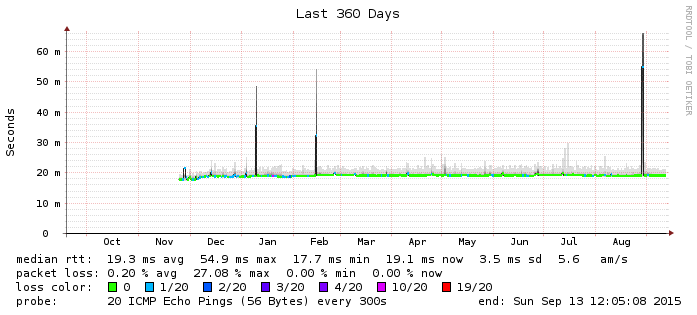 Last 360 Days
RRDTOOL / TOBI OETIKER
Seconds
60 m
50 m
40 m
30 m
20 m
10 m
0
Oct Nov Dec Jan Feb Mar Apr May Jun Jul Aug
median rtt: 19.3 ms avg 54.9 ms max 17.7 ms min 19.1 ms now 3.5 ms sd 5.6 am/s
packet loss: 0.20 % avg 27.08 % max 0.00 % min 0.00 % now
loss color: 0 1/20 2/20 3/20 4/20 10/20 19/20
probe: 20 ICMP Echo Pings (56 Bytes) every 300s end: Sun Sep 13 12:05:08 2015